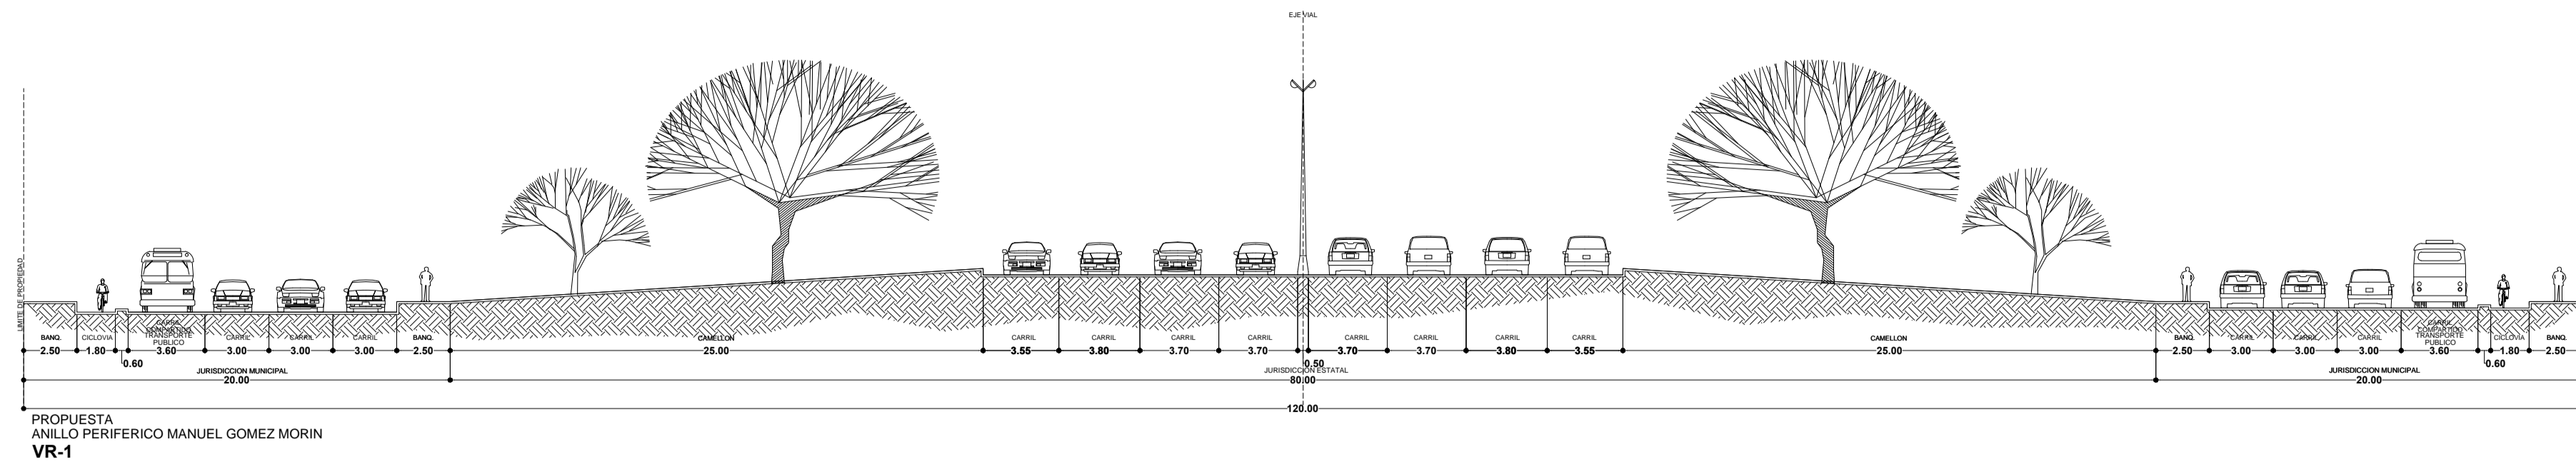 EJE VIAL
LIMITE DE PROPIEDAD
BANQ.
2.50
CICLOVIA
1.80
0.60
CARRIL
COMPARTIDO
TRANSPORTE
PUBLICO
3.60
CARRIL
3.00
CARRIL
3.00
CARRIL
3.00
BANQ.
2.50
CAMELLON
25.00
CARRIL
3.55
CARRIL
3.80
CARRIL
3.70
CARRIL
3.70
0.50
CARRIL
3.70
CARRIL
3.70
CARRIL
3.80
CARRIL
3.55
CAMELLON
25.00
BANQ.
2.50
CARRIL
3.00
CARRIL
3.00
CARRIL
3.00
CARRIL
COMPARTIDO
TRANSPORTE
PUBLICO
3.60
0.60
CICLOVIA
1.80
BANQ.
2.50
JURISDICCION MUNICIPAL
20.00
JURISDICCION ESTATAL
80.00
JURISDICCION MUNICIPAL
20.00
120.00
PROPUESTA
ANILLO PERIFERICO MANUEL GOMEZ MORIN
VR-1